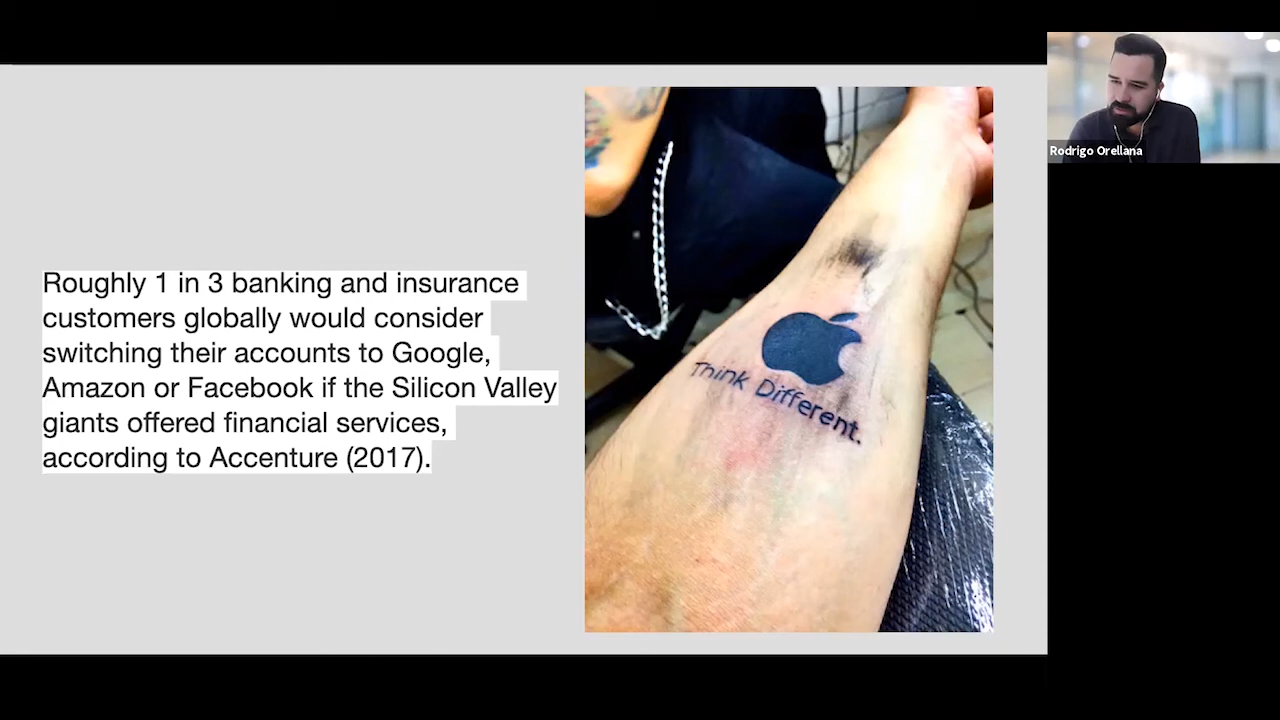 Roughly 1 in 3 banking and insurance
customers globally would consider
switching their accounts to Google,
Amazon or Facebook if the Silicon Valley
giants offered financial services,
according to Accenture (2017).
Think Different.
Rodrigo Orellana